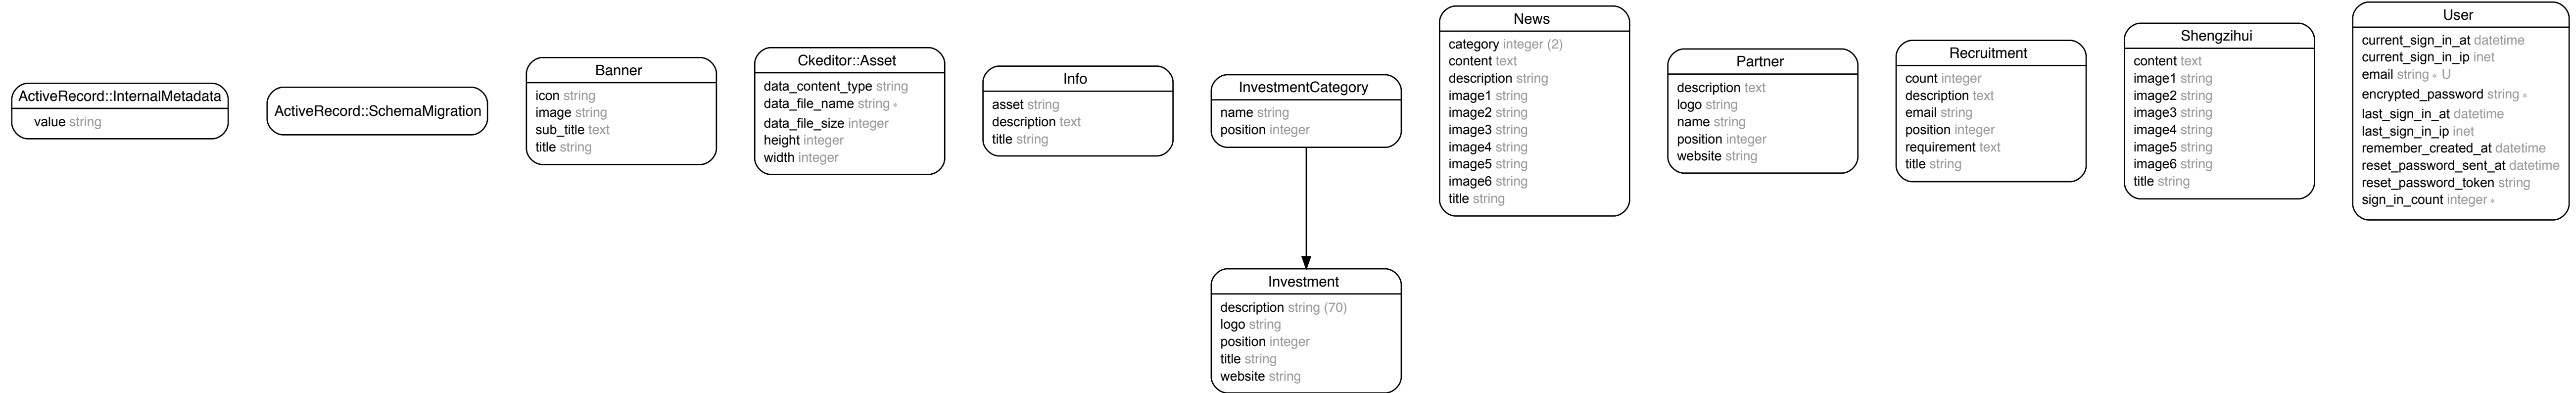 ActiveRecord::InternalMetadata
value string
ActiveRecord::SchemaMigration
Banner
icon string
image string
sub_title text
title string
Ckeditor::Asset
data_content_type string
data_file_name string ∗
data_file_size integer
height integer
width integer
Info
asset string
description text
title string
InvestmentCategory
name string
position integer
Investment
description string (70)
logo string
position integer
title string
website string
News
category integer (2)
content text
description string
image1 string
image2 string
image3 string
image4 string
image5 string
image6 string
title string
Partner
description text
logo string
name string
position integer
website string
Recruitment
count integer
description text
email string
position integer
requirement text
title string
Shengzihui
content text
image1 string
image2 string
image3 string
image4 string
image5 string
image6 string
title string
User
current_sign_in_at datetime
current_sign_in_ip inet
email string ∗ U
encrypted_password string ∗
last_sign_in_at datetime
last_sign_in_ip inet
remember_created_at datetime
reset_password_sent_at datetime
reset_password_token string
sign_in_count integer ∗